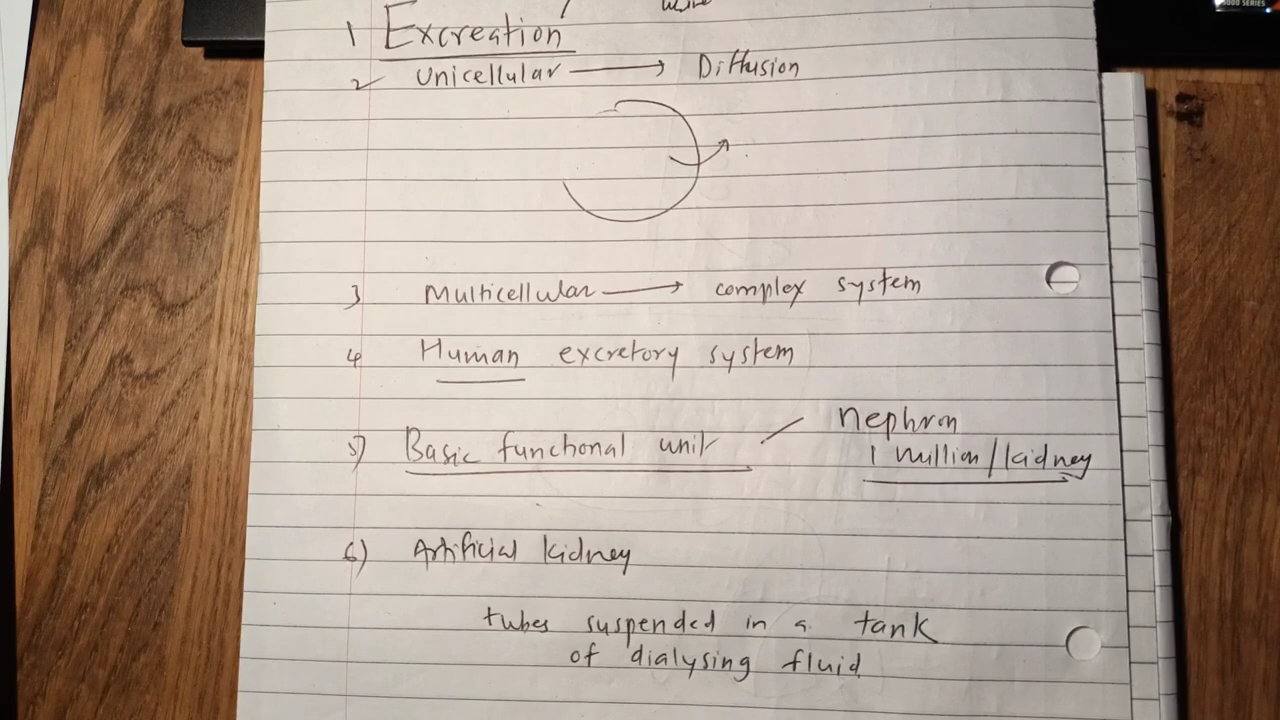 1 Excreation
2 Unicellular → Diffusion
3 Multicellular → complex system
4 Human excretory system
5) Basic functional unit
Nephron
1 million/kidney
6) Artificial kidney
tubes suspended in a tank
of dialysing fluid